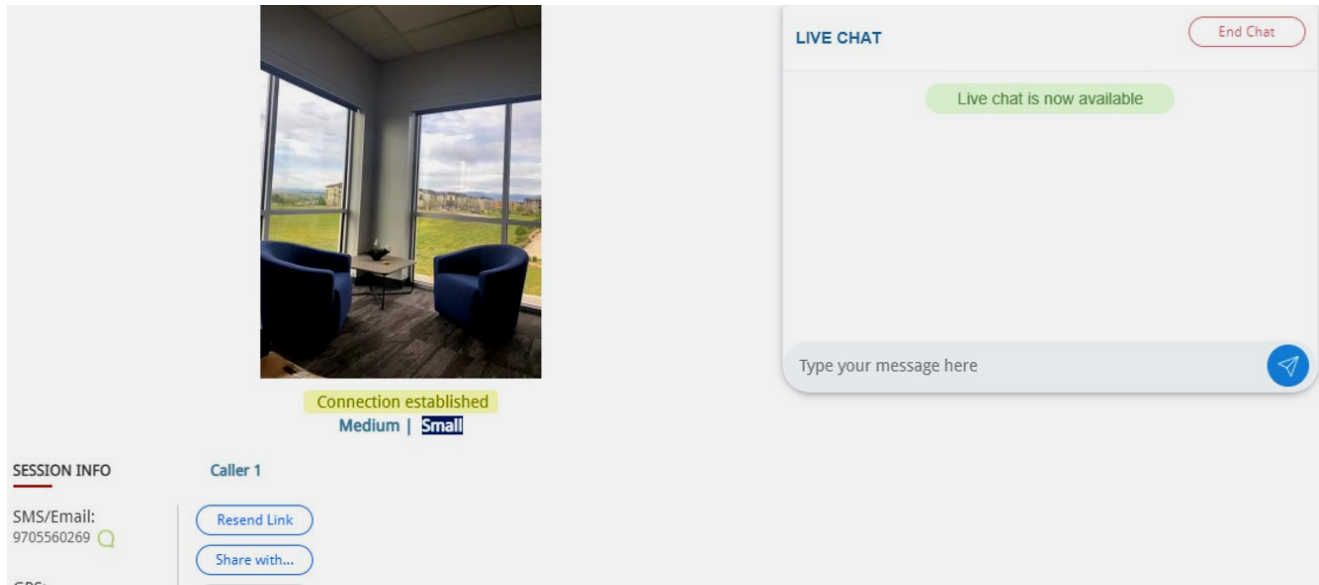 LIVE CHAT
End Chat
Live chat is now available
Type your message here
Connection established
Medium | Small
SESSION INFO
Caller 1
SMS/Email:
9705560269
Resend Link
Share with...
GPS: